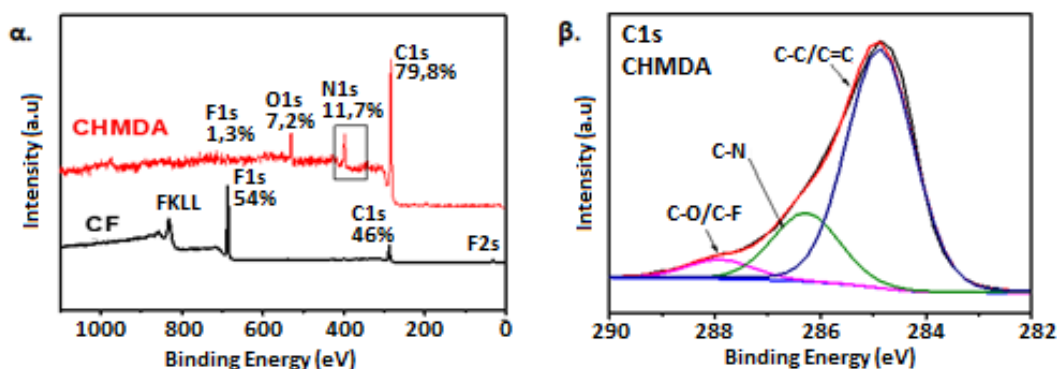 α.
C1s
79,8%
N1s
11,7%
O1s
7,2%
F1s
1,3%
CHMDA
F1s
54%
FKLL
CF
C1s
46%
F2s
Intensity (a.u)
1000 800 600 400 200 0
Binding Energy (eV)
β.
C1s
CHMDA
C-C/C=C
C-N
C-O/C-F
Intensity (a.u)
290 288 286 284 282
Binding Energy (eV)